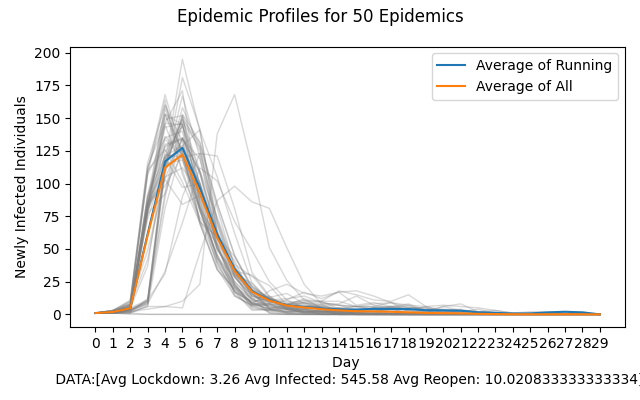 Epidemic Profiles for 50 Epidemics
200
175
150
125
100
75
50
25
0
Newly Infected Individuals
Average of Running
Average of All
0 1 2 3 4 5 6 7 8 9 10 11 12 13 14 15 16 17 18 19 20 21 22 23 24 25 26 27 28 29
Day
DATA:[Avg Lockdown: 3.26 Avg Infected: 545.58 Avg Reopen: 10.020833333333334]